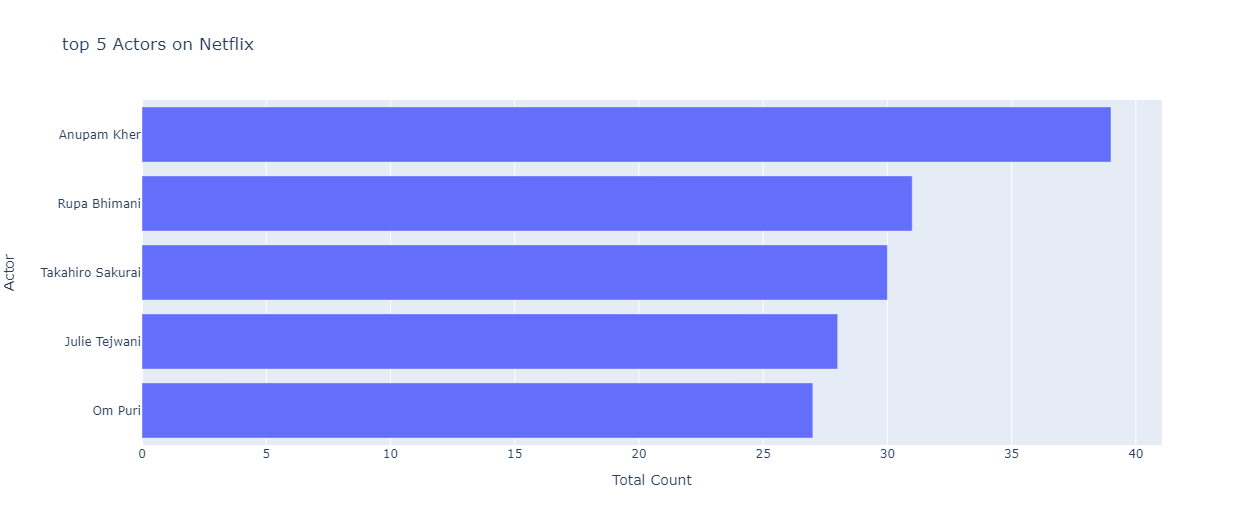 top 5 Actors on Netflix
Actor
Anupam Kher
Rupa Bhimani
Takahiro Sakurai
Julie Tejwani
Om Puri
0 5 10 15 20 25 30 35 40
Total Count